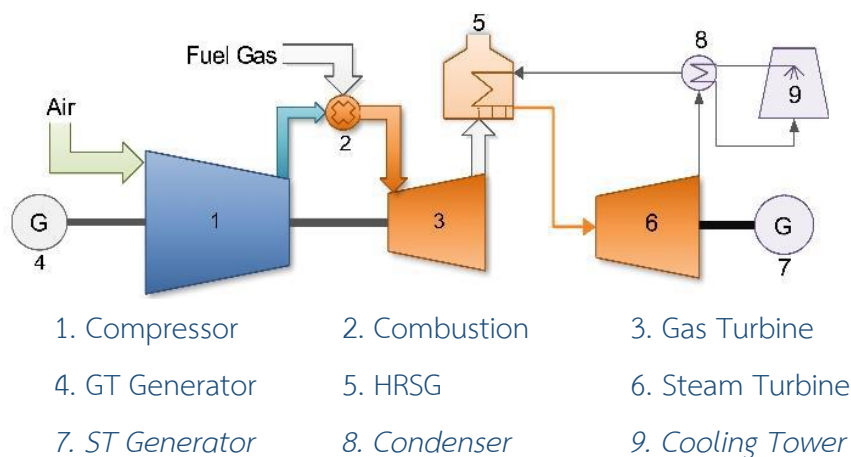 5
8
Fuel Gas
9
Air
2
G
1
3
6
G
4
7
1. Compressor 2. Combustion 3. Gas Turbine
4. GT Generator 5. HRSG 6. Steam Turbine
7. ST Generator 8. Condenser 9. Cooling Tower